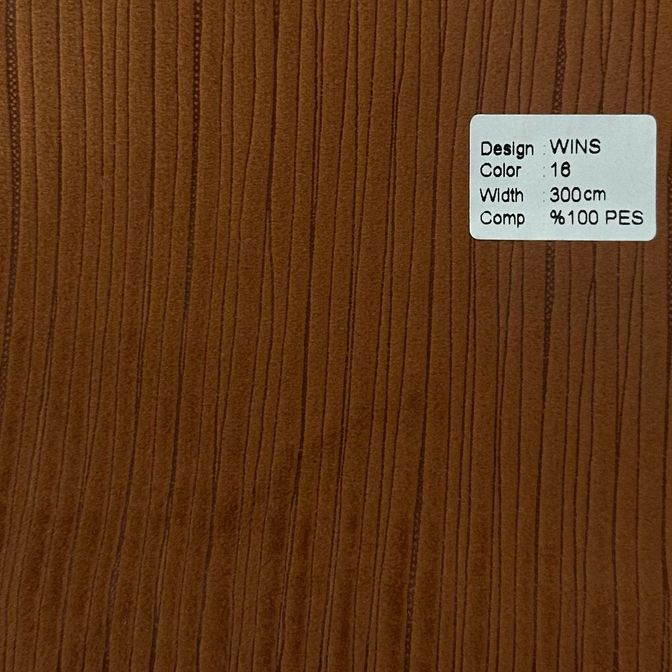 Design : WINS
Color : 16
Width : 300cm
Comp %100 PES